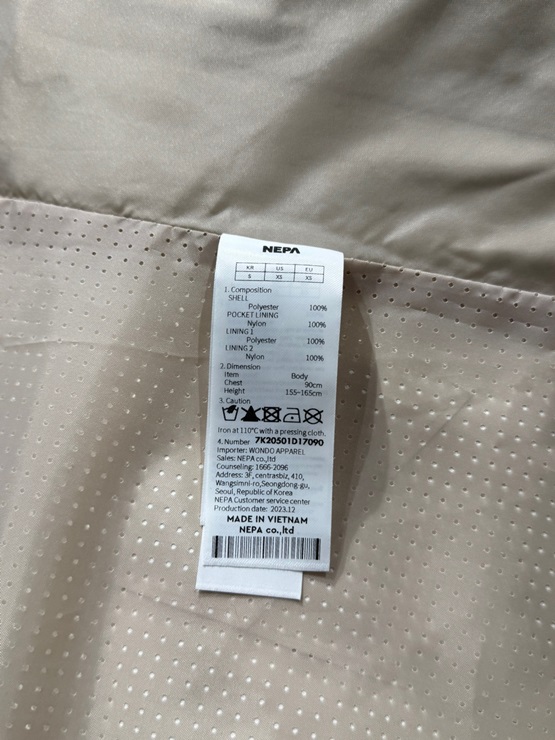 NEPA
KR US EU
S XS XS
1. Composition
SHELL
Polyester 100%
POCKET LINING
Nylon 100%
LINING 1
Polyester 100%
LINING 2
Nylon 100%
2. Dimension
Item Body
Chest 90cm
Height 155~165cm
3. Caution
Iron at 110°C with a pressing cloth.
4. Number 7K20501D17090
Importer: WONDO APPAREL
Sales: NEPA co.,ltd
Counseling: 1666-2096
Address: 3F, centrasbiz, 410,
Wangsimni-ro,Seongdong-gu,
Seoul, Republic of Korea
NEPA Customer service center
Production date: 2023.12
MADE IN VIETNAM
NEPA co.,ltd